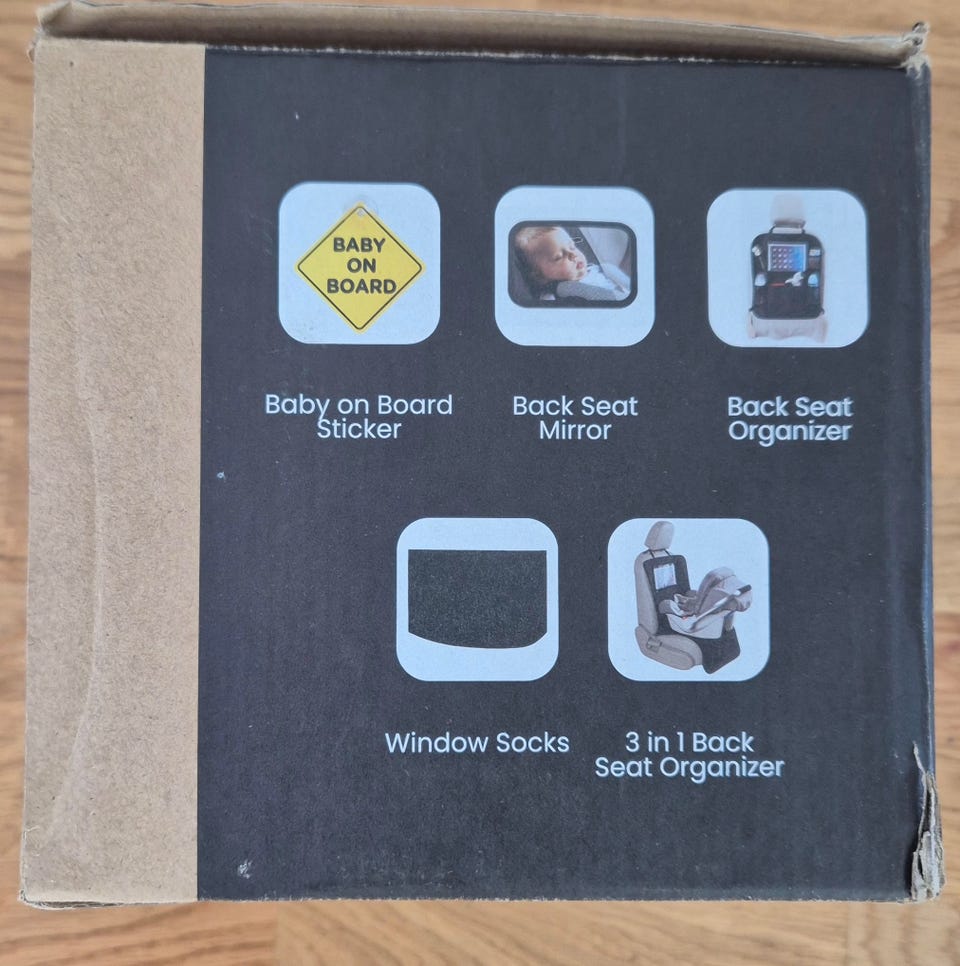 BABY
ON
BOARD
Baby on Board
Sticker
Back Seat
Mirror
Back Seat
Organizer
Window Socks
3 in 1 Back
Seat Organizer